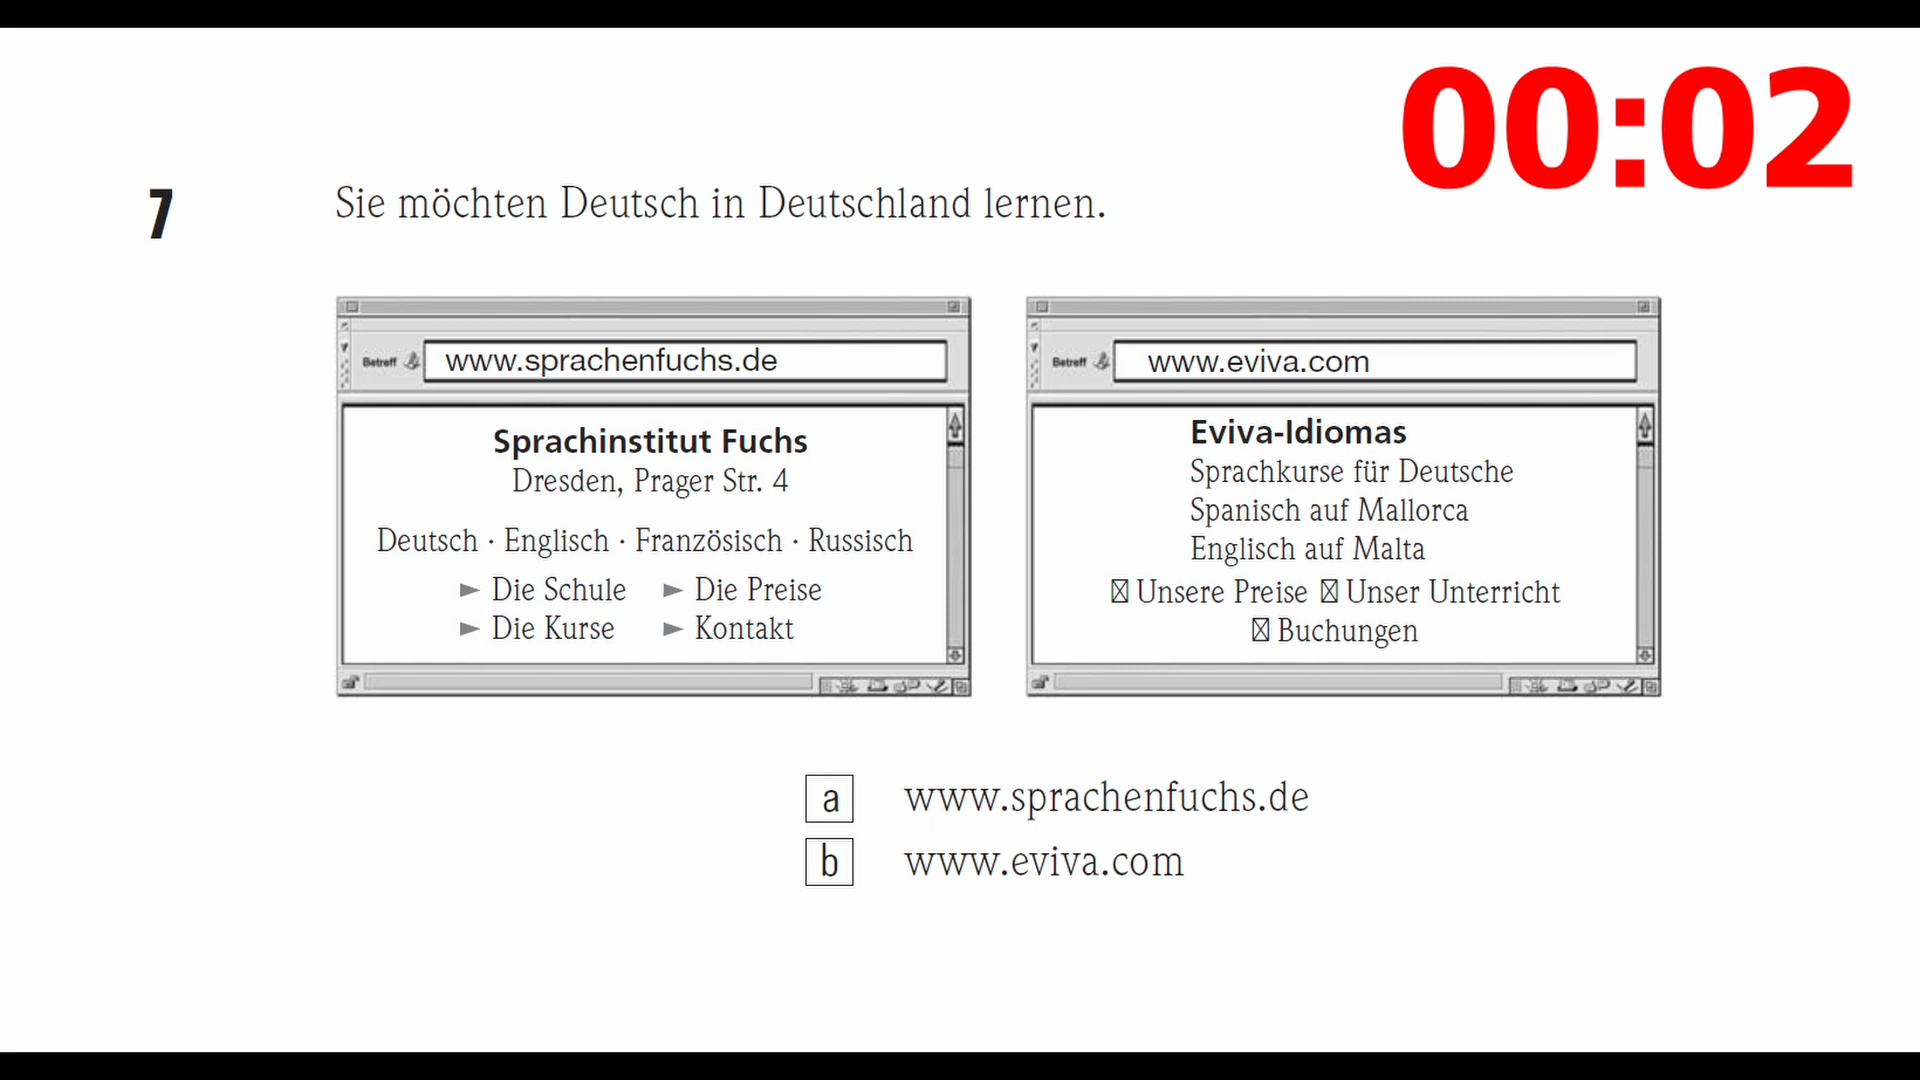 00:02
7
Sie möchten Deutsch in Deutschland lernen.
Betreff www.sprachenfuchs.de
Sprachinstitut Fuchs
Dresden, Prager Str. 4
Deutsch · Englisch · Französisch · Russisch
► Die Schule ► Die Preise
► Die Kurse ► Kontakt
Betreff www.eviva.com
Eviva-Idiomas
Sprachkurse für Deutsche
Spanisch auf Mallorca
Englisch auf Malta
Unsere Preise Unser Unterricht
Buchungen
a www.sprachenfuchs.de
b www.eviva.com